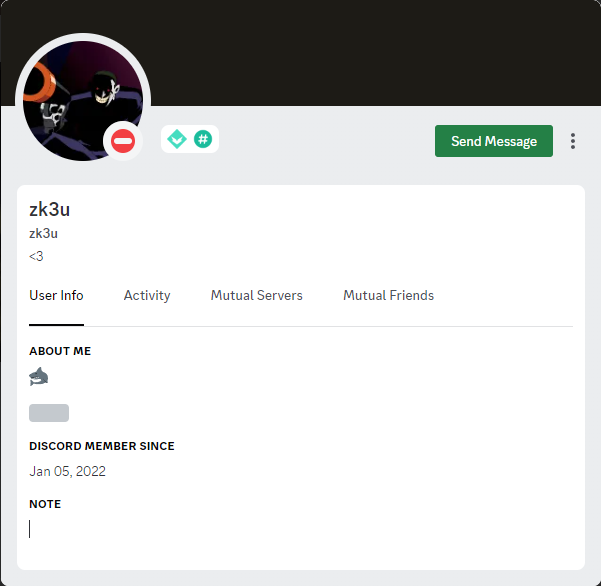 #
Send Message
zk3u
zk3u
<3
User Info Activity Mutual Servers Mutual Friends
ABOUT ME
DISCORD MEMBER SINCE
Jan 05, 2022
NOTE